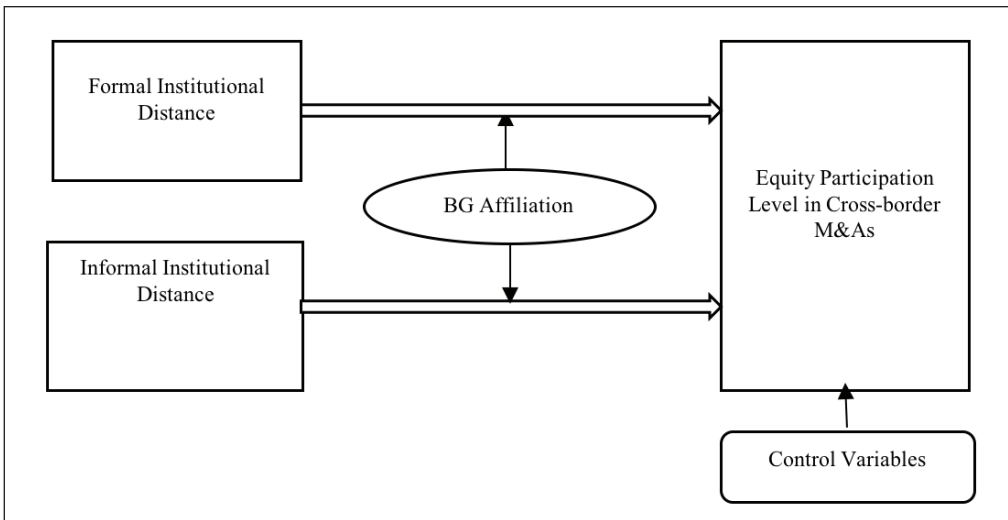 Formal Institutional
Distance
BG Affiliation
Informal Institutional
Distance
Equity Participation
Level in Cross-border
M&As
Control Variables